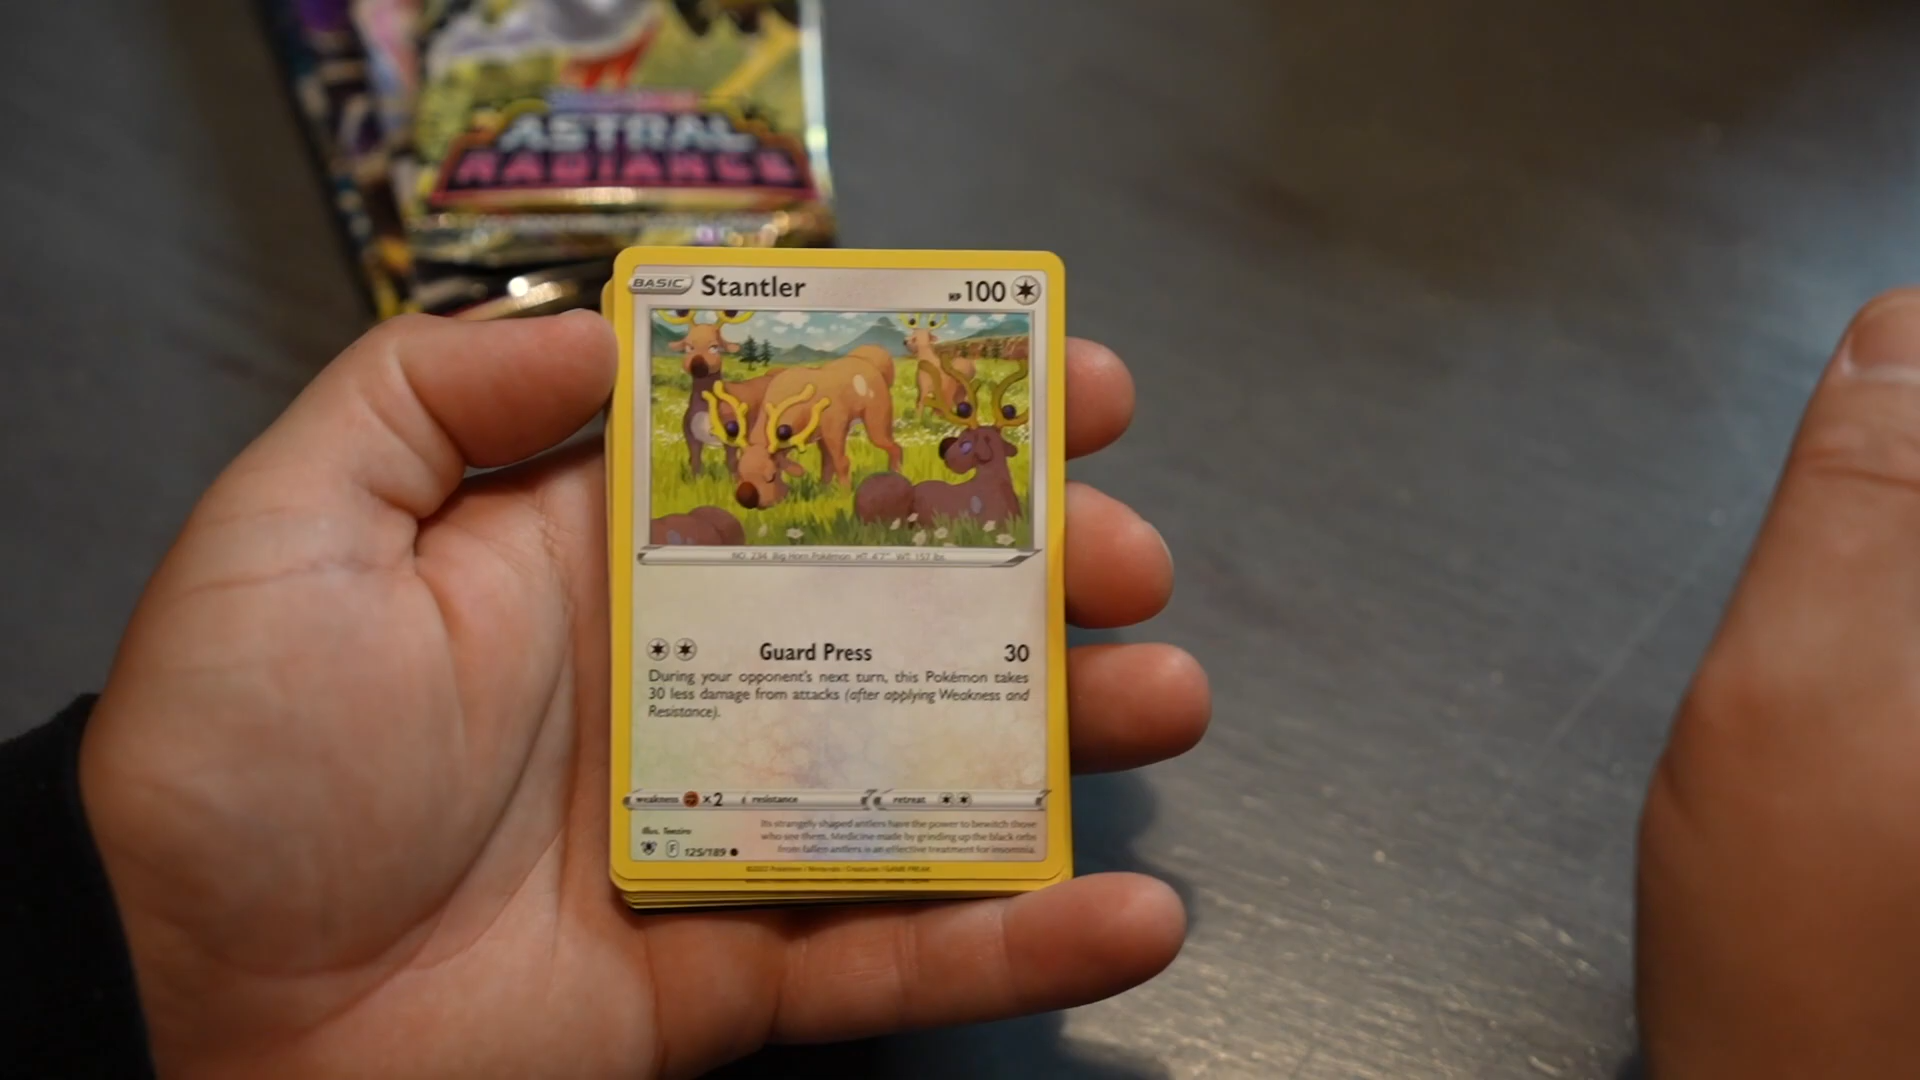 ASTRAL
RADIANCE
BASIC Stantler HP 100
NO. 234 Big Horn Pokémon HT: 4'7" WT: 157 lbs.
Guard Press 30
During your opponent's next turn, this Pokémon takes
30 less damage from attacks (after applying Weakness and
Resistance).
weakness ×2 resistance retreat
Illus. Teeziro
Its strangely shaped antlers have the power to bewitch those
who see them. Medicine made by grinding up the black orbs
from fallen antlers is an effective treatment for insomnia.
F 125/189
©2022 Pokémon / Nintendo / Creatures / GAME FREAK